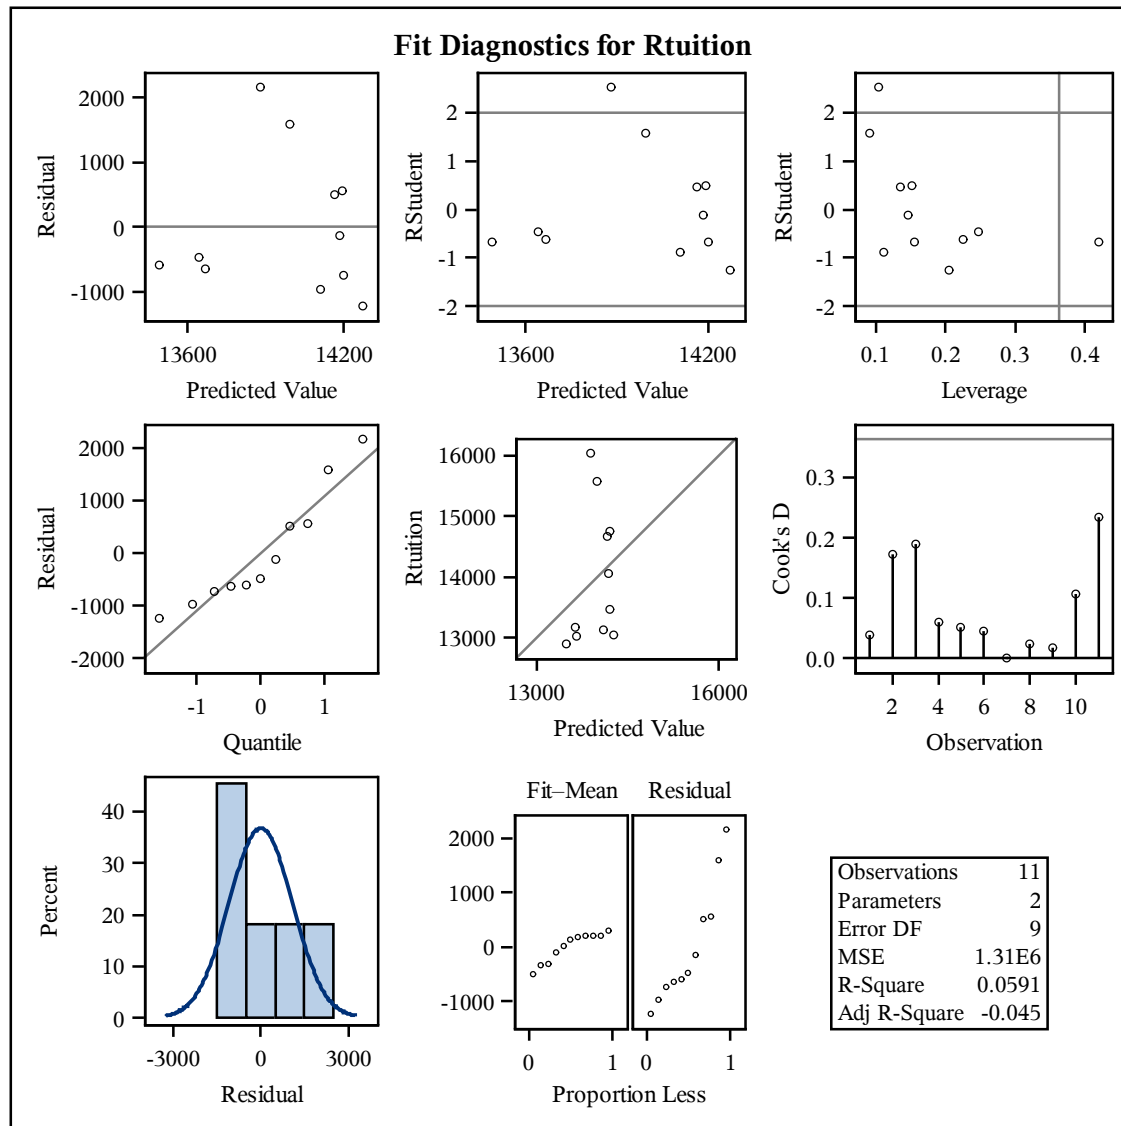 Fit Diagnostics for Rtuition
Residual
2000
1000
0
-1000
13600 14200
Predicted Value
RStudent
2
1
0
-1
-2
13600 14200
Predicted Value
RStudent
2
1
0
-1
-2
0.1 0.2 0.3 0.4
Leverage
Residual
2000
1000
0
-1000
-2000
-1 0 1
Quantile
Rtuition
16000
15000
14000
13000
13000 16000
Predicted Value
Cook's D
0.3
0.2
0.1
0.0
2 4 6 8 10
Observation
Percent
40
30
20
10
0
-3000 0 3000
Residual
Fit–Mean Residual
2000
1000
0
-1000
0 1 0 1
Proportion Less
Observations 11
Parameters 2
Error DF 9
MSE 1.31E6
R-Square 0.0591
Adj R-Square -0.045